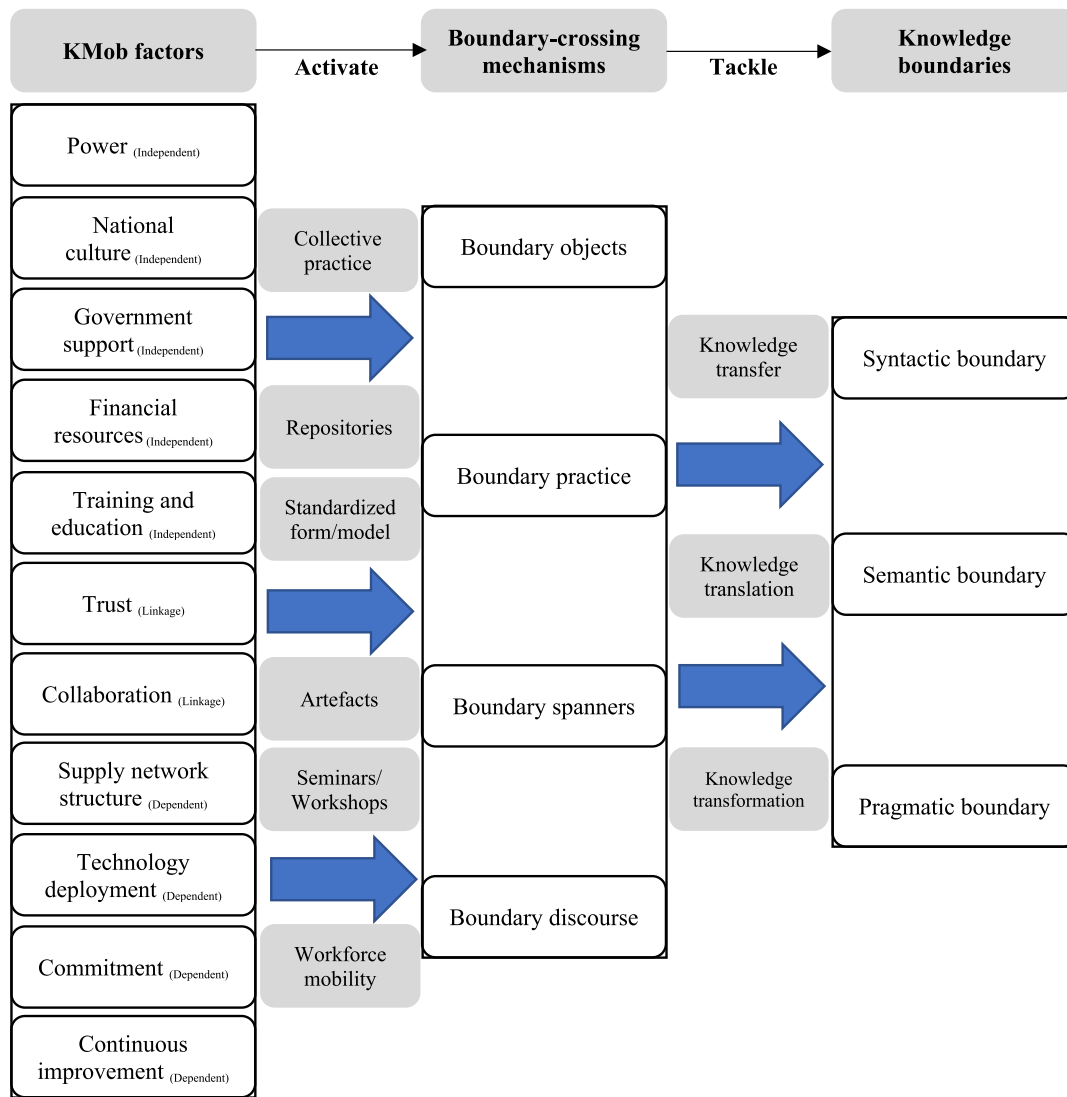 KMob factors
Activate
Boundary-crossing
mechanisms
Tackle
Knowledge
boundaries
Power (Independent)
National
culture (Independent)
Government
support (Independent)
Financial
resources (Independent)
Training and
education (Independent)
Trust (Linkage)
Collaboration (Linkage)
Supply network
structure (Dependent)
Technology
deployment (Dependent)
Commitment (Dependent)
Continuous
improvement (Dependent)
Collective
practice
Repositories
Standardized
form/model
Artefacts
Seminars/
Workshops
Workforce
mobility
Boundary objects
Boundary practice
Boundary spanners
Boundary discourse
Knowledge
transfer
Knowledge
translation
Knowledge
transformation
Syntactic boundary
Semantic boundary
Pragmatic boundary